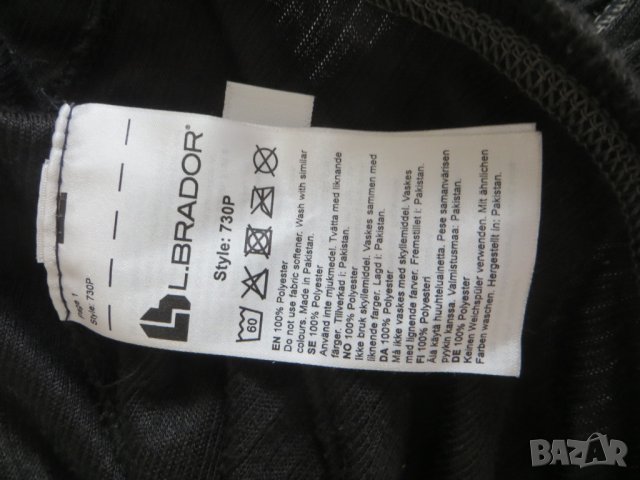 L.BRADOR®
Style: 730P
60
EN 100% Polyester
Do not use fabric softener. Wash with similar
colours. Made in Pakistan.
SE 100% Polyester
Använd inte mjukmedel. Tvätta med liknande
färger. Tillverkad i: Pakistan.
NO 100% Polyester
Ikke bruk skyllemiddel. Vaskes sammen med
liknende farger. Lagd i: Pakistan.
DA 100% Polyester
Må ikke vaskes med skyllemiddel. Vaskes
med lignende farver. Fremstillet i: Pakistan.
FI 100% Polyesteri
Älä käytä huuhteluainetta. Pese samanvärisen
pyykin kanssa. Valmistusmaa: Pakistan.
DE 100% Polyester
Keinen Weichspüler verwenden. Mit ähnlichen
Farben waschen. Hergestellt in: Pakistan.
1
Style: 730P
BAZAR